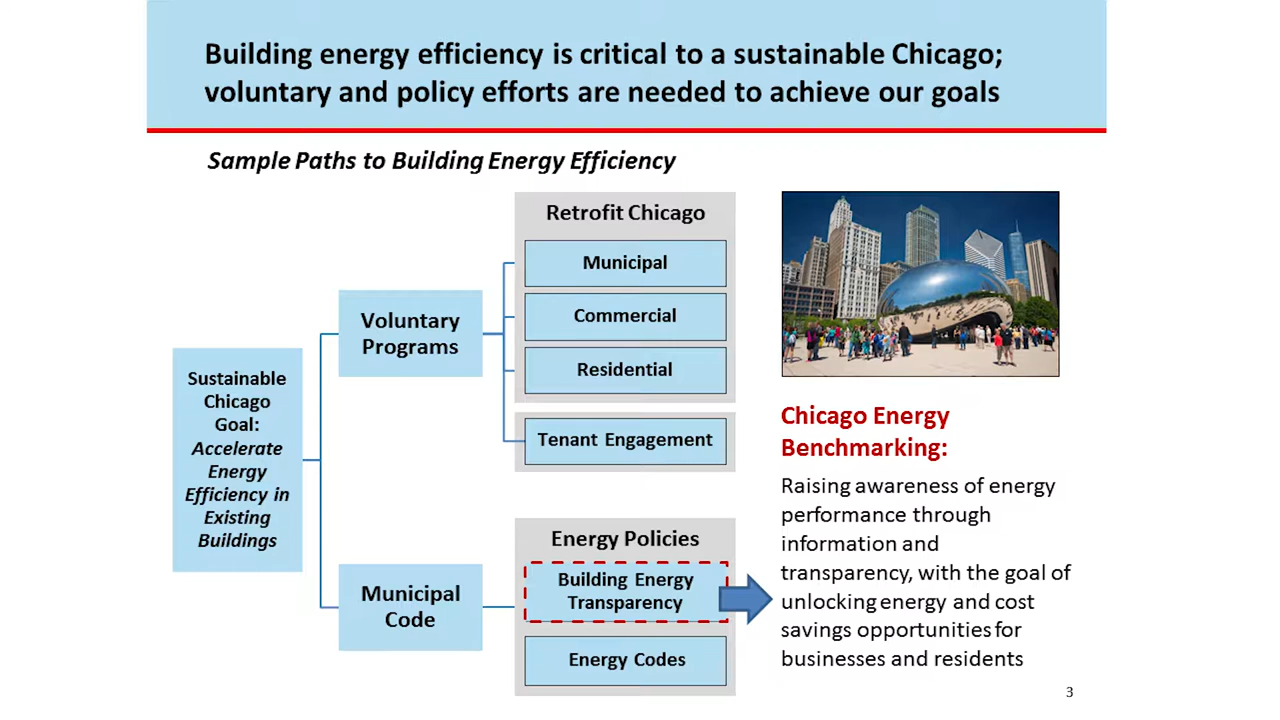 Building energy efficiency is critical to a sustainable Chicago;
voluntary and policy efforts are needed to achieve our goals
Sample Paths to Building Energy Efficiency
Sustainable
Chicago
Goal:
Accelerate
Energy
Efficiency in
Existing
Buildings
Voluntary
Programs
Retrofit Chicago
Municipal
Commercial
Residential
Tenant Engagement
Municipal
Code
Energy Policies
Building Energy
Transparency
Energy Codes
Chicago Energy
Benchmarking:
Raising awareness of energy
performance through
information and
transparency, with the goal of
unlocking energy and cost
savings opportunities for
businesses and residents
3